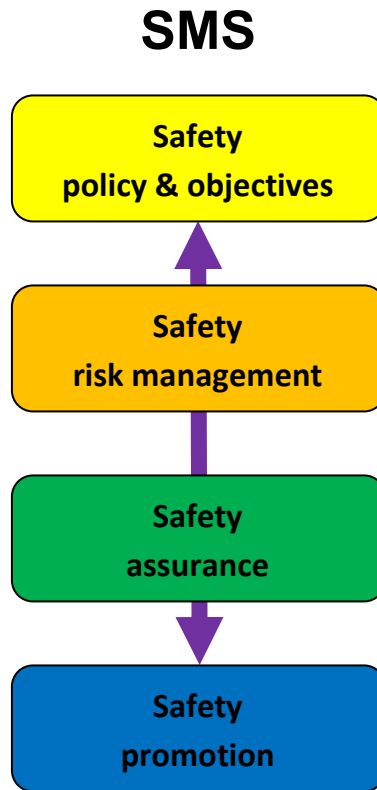 SMS
Safety
policy & objectives
Safety
risk management
Safety
assurance
Safety
promotion